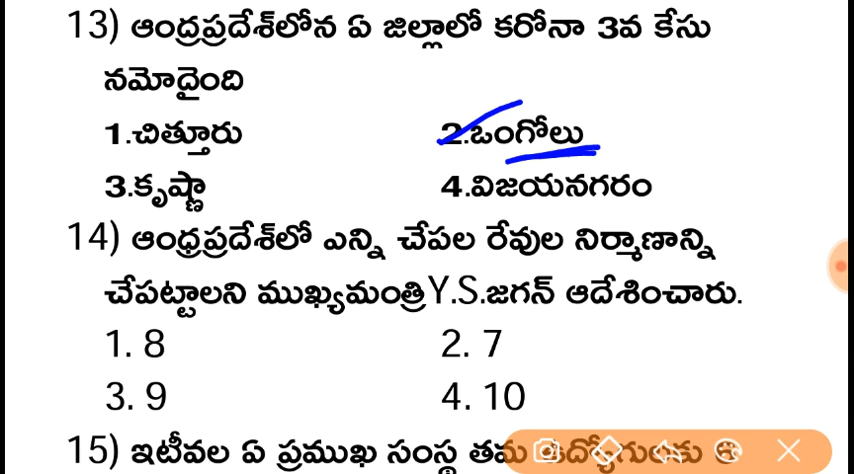 13) ఆంధ్రప్రదేశ్‌లోన ఏ జిల్లాలో కరోనా 3వ కేసు
నమోదైంది
1.చిత్తూరు 2.ఒంగోలు
3.కృష్ణా 4.విజయనగరం
14) ఆంధ్రప్రదేశ్‌లో ఎన్ని చేపల రేవుల నిర్మాణాన్ని
చేపట్టాలని ముఖ్యమంత్రి Y.S.జగన్ ఆదేశించారు.
1. 8 2. 7
3. 9 4. 10
15) ఇటీవల ఏ ప్రముఖ సంస్థ తమ